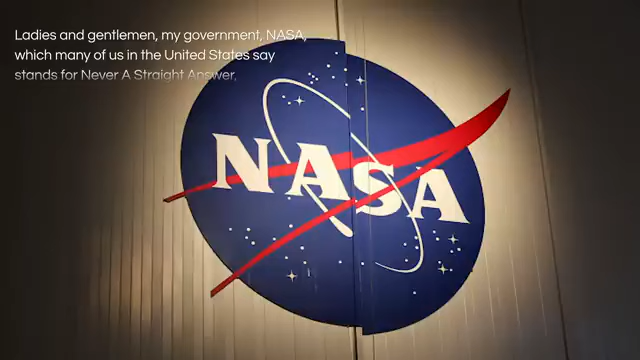 Ladies and gentlemen, my government, NASA,
which many of us in the United States say
stands for Never A Straight Answer,
NASA